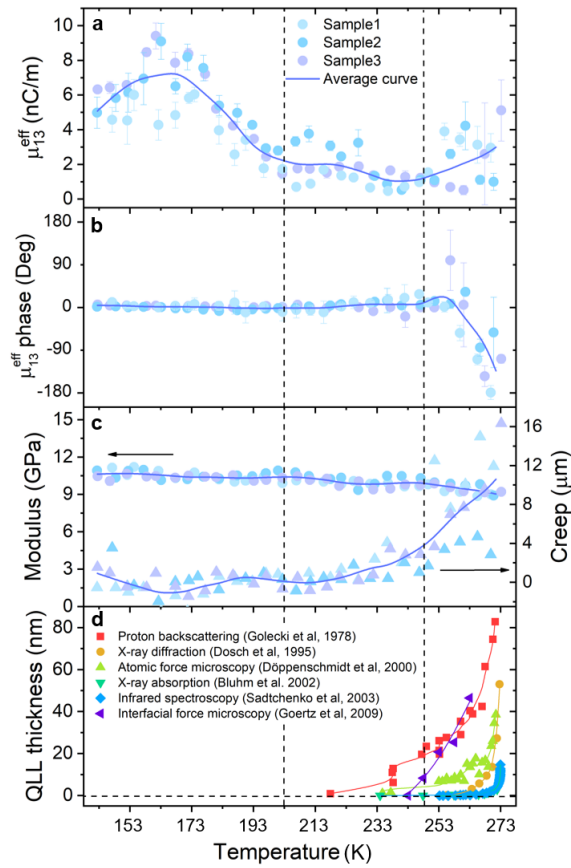 a
μ13eff (nC/m)
10
8
6
4
2
0
Sample1
Sample2
Sample3
Average curve
b
μ13eff phase (Deg)
180
90
0
-90
-180
c
Modulus (GPa)
15
12
9
6
3
0
16
12
8
4
0
Creep (μm)
d
QLL thickness (nm)
80
60
40
20
0
Proton backscattering (Golecki et al, 1978)
X-ray diffraction (Dosch et al, 1995)
Atomic force microscopy (Döppenschmidt et al, 2000)
X-ray absorption (Bluhm et al. 2002)
Infrared spectroscopy (Sadtchenko et al, 2003)
Interfacial force microscopy (Goertz et al, 2009)
153 173 193 213 233 253 273
Temperature (K)